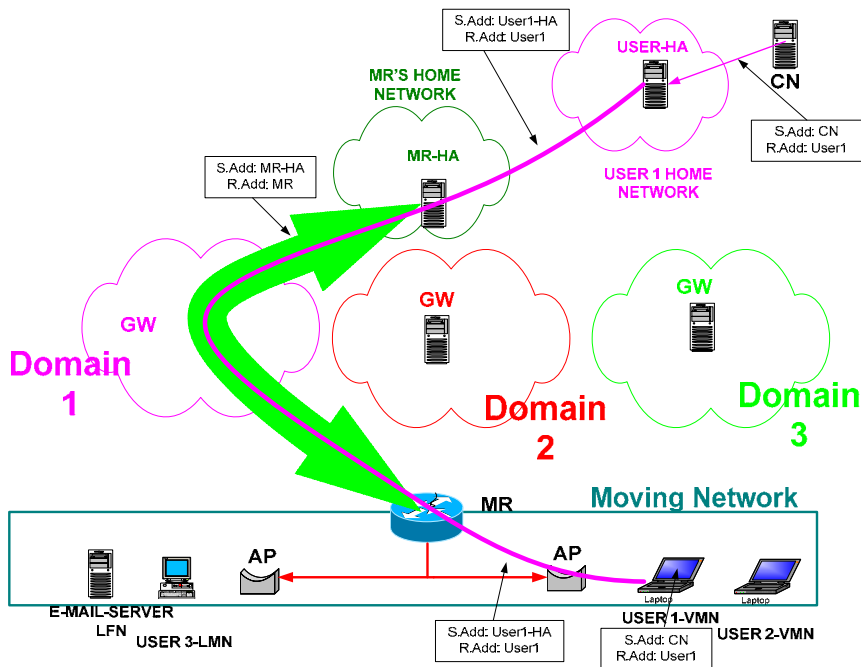 S.Add: User1-HA
R.Add: User1
USER-HA
CN
MR'S HOME
NETWORK
S.Add: CN
R.Add: User1
MR-HA
S.Add: MR-HA
R.Add: MR
USER 1 HOME
NETWORK
GW
GW
GW
Domain
1
Domain
2
Domain
3
MR
Moving Network
AP
AP
E-MAIL-SERVER
LFN
USER 3-LMN
Laptop
Laptop
USER 1-VMN
USER 2-VMN
S.Add: User1-HA
R.Add: User1
S.Add: CN
R.Add: User1